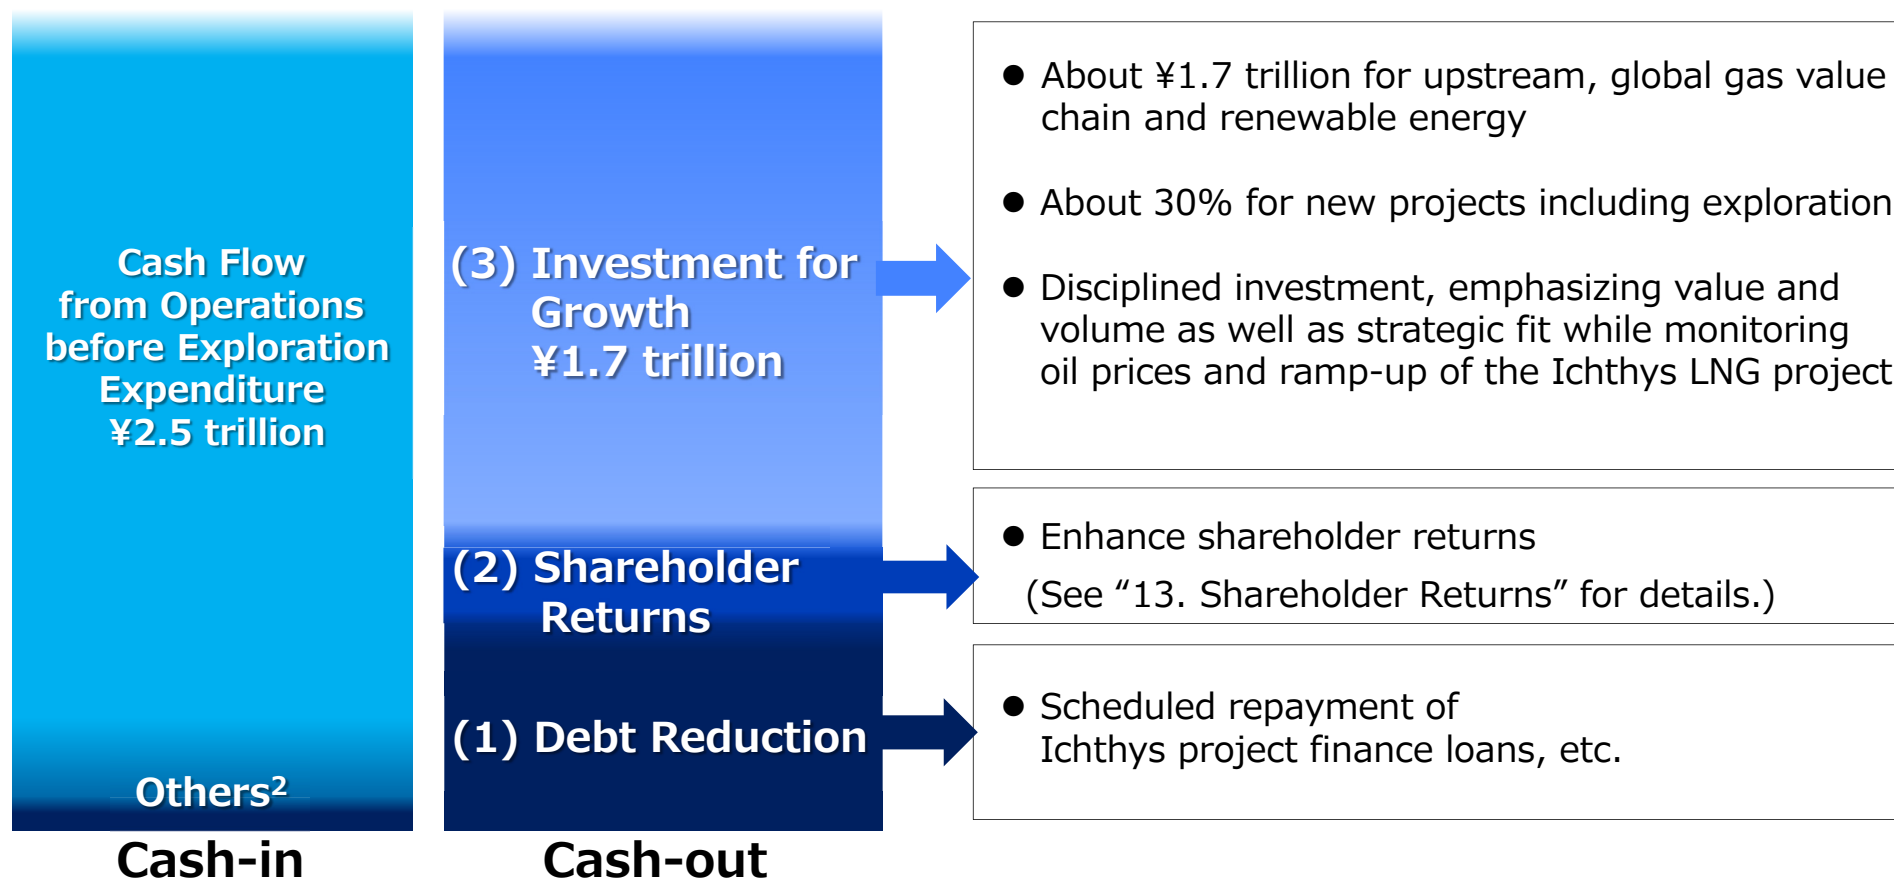 Cash Flow
from Operations
before Exploration
Expenditure
¥2.5 trillion
Others²
Cash-in
(3) Investment for
Growth
¥1.7 trillion
(2) Shareholder
Returns
(1) Debt Reduction
Cash-out
● About ¥1.7 trillion for upstream, global gas value
chain and renewable energy
● About 30% for new projects including exploration
● Disciplined investment, emphasizing value and
volume as well as strategic fit while monitoring
oil prices and ramp-up of the Ichthys LNG project
● Enhance shareholder returns
(See “13. Shareholder Returns” for details.)
● Scheduled repayment of
Ichthys project finance loans, etc.